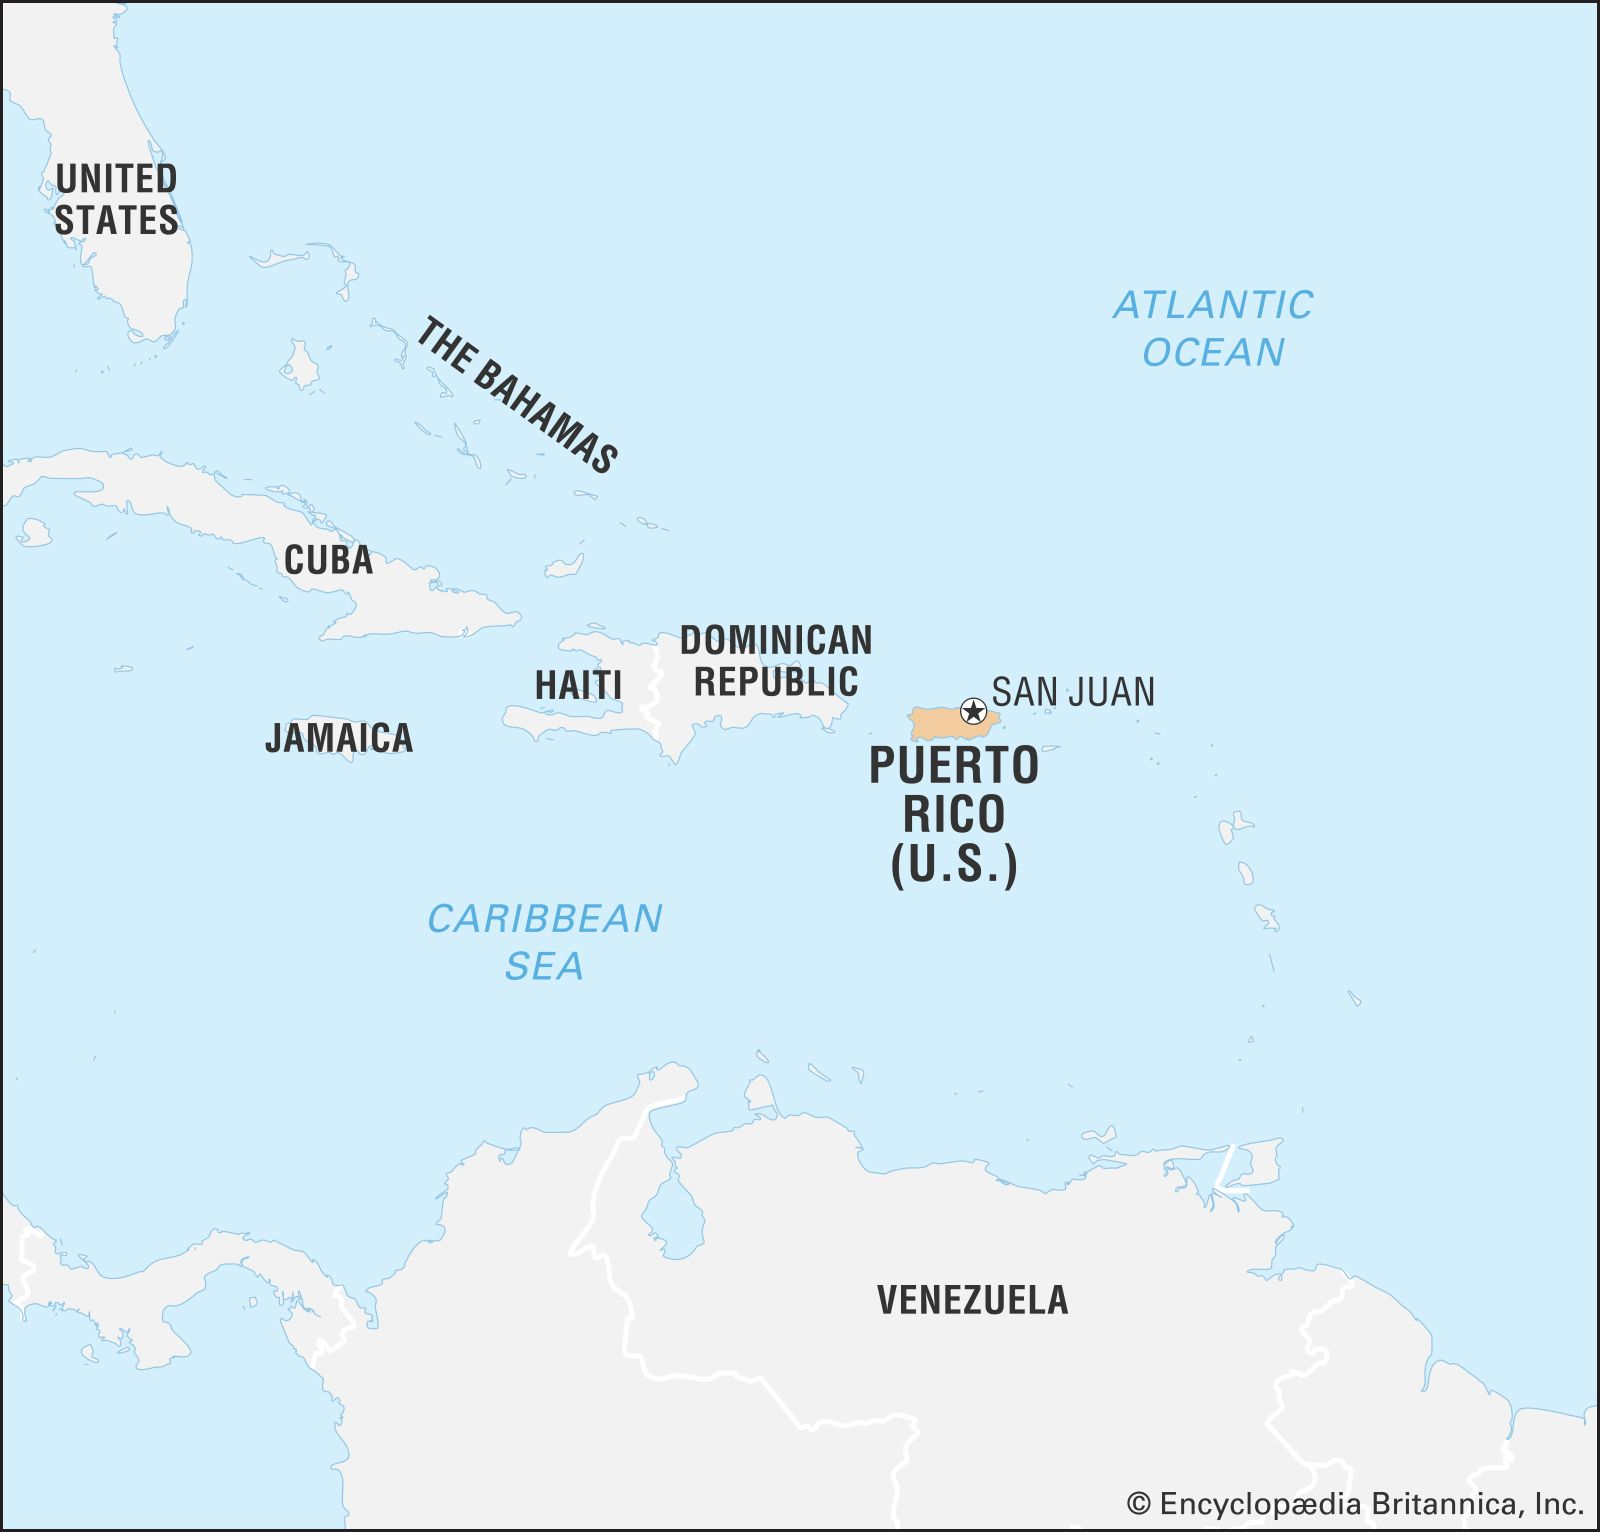 UNITED
STATES
ATLANTIC
OCEAN
THE BAHAMAS
CUBA
DOMINICAN
REPUBLIC
HAITI
SAN JUAN
JAMAICA
PUERTO
RICO
(U.S.)
CARIBBEAN
SEA
VENEZUELA
© Encyclopædia Britannica, Inc.